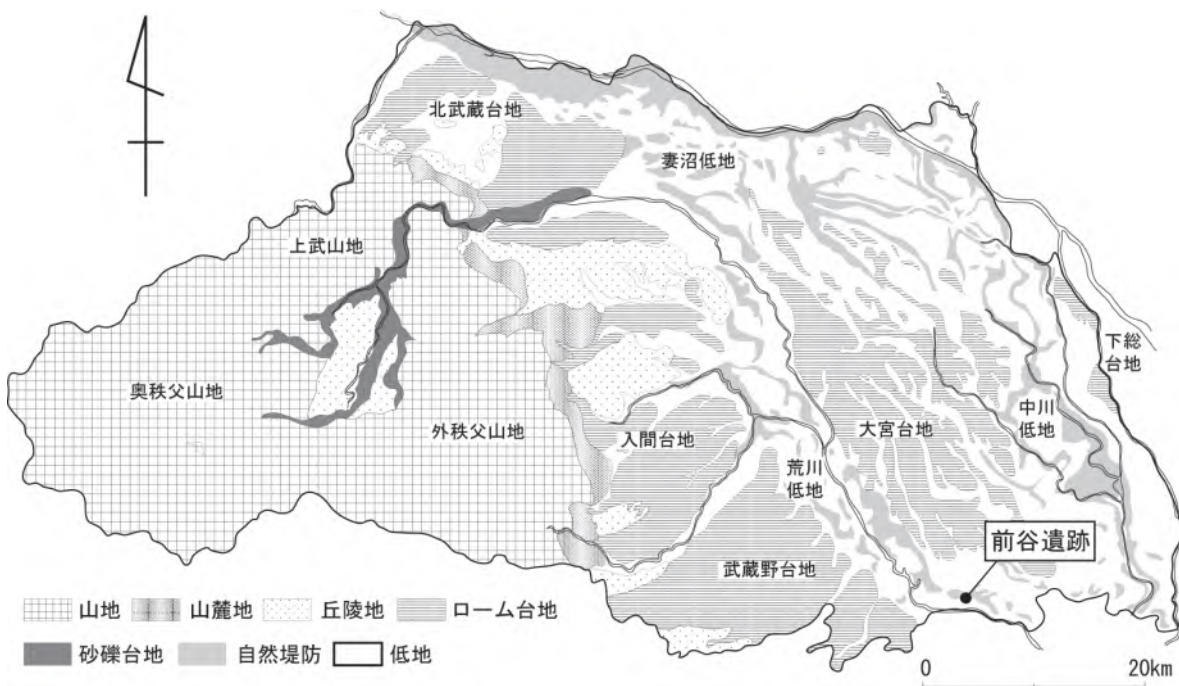 北武蔵台地
妻沼低地
上武山地
下総
台地
奥秩父山地
外秩父山地
入間台地
大宮台地
中川
低地
荒川
低地
前谷遺跡
武蔵野台地
山地 山麓地 丘陵地 ローム台地
砂礫台地 自然堤防 低地
0 20km